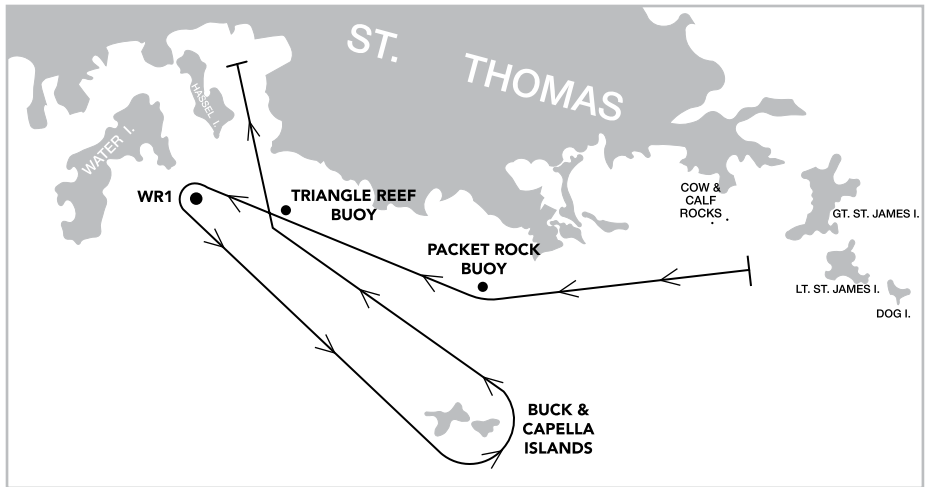 ST.
THOMAS
HASSEL I.
WATER I.
WR1
TRIANGLE REEF
BUOY
COW &
CALF
ROCKS
GT. ST. JAMES I.
PACKET ROCK
BUOY
LT. ST. JAMES I.
DOG I.
BUCK &
CAPELLA
ISLANDS